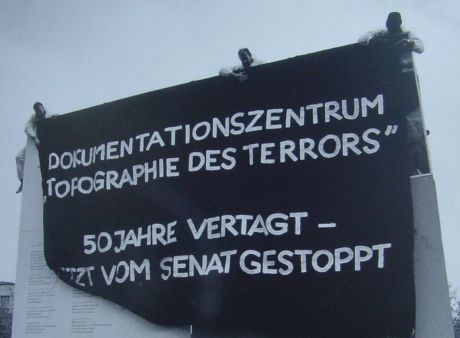 DOKUMENTATIONSZENTRUM
„TOPOGRAPHIE DES TERRORS"
50 JAHRE VERTAGT –
VOM SENAT GESTOPPT